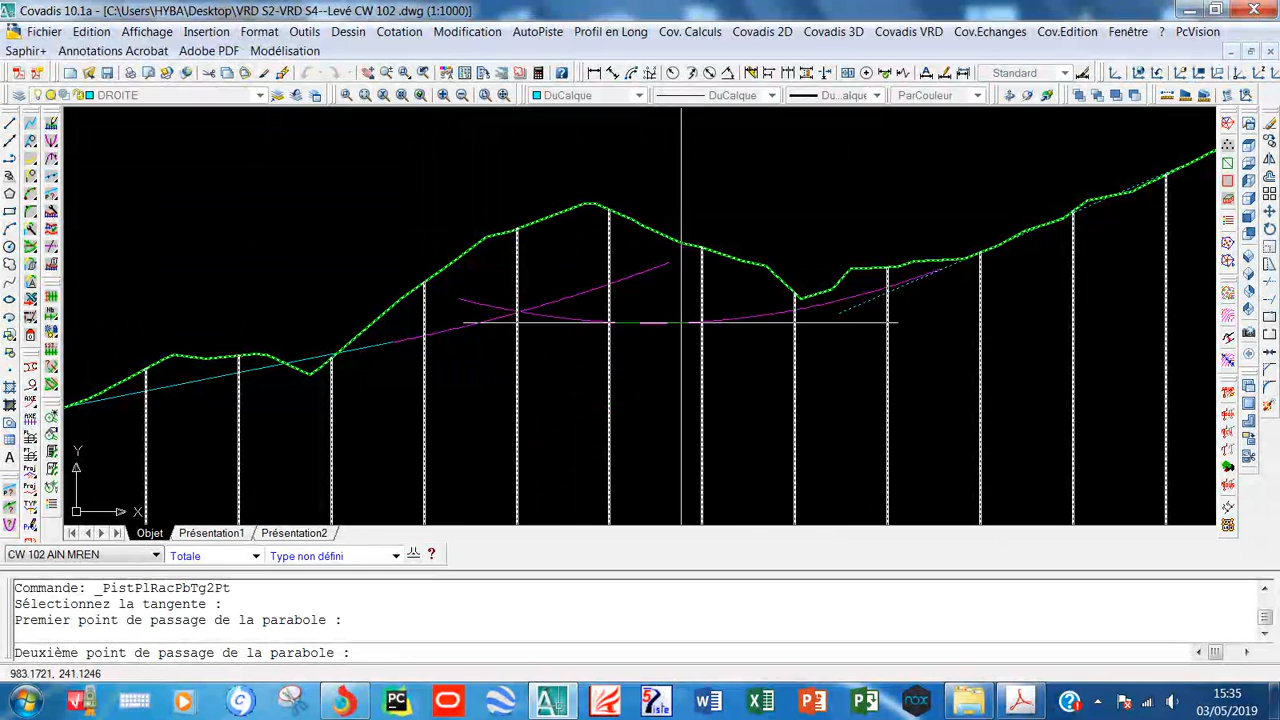 Covadis 10.1a - [C:\Users\HYBA\Desktop\VRD S2-VRD S4--Levé CW 102 .dwg (1:1000)]
Fichier Edition Affichage Insertion Format Outils Dessin Cotation Modification AutoPiste Profil en Long Cov. Calculs Covadis 2D Covadis 3D Covadis VRD Cov.Echanges Cov.Edition Fenêtre ? PcVision
Saphir+ Annotations Acrobat Adobe PDF Modélisation
Standard
DROITE DuCalque DuCalque Du...alque ParCouleur
Y
X
Objet Présentation1 Présentation2
CW 102 AIN MREN Totale Type non défini
Commande: _PistPlRacPbTg2Pt
Sélectionnez la tangente :
Premier point de passage de la parabole :
Deuxième point de passage de la parabole :
983.1721, 241.1246
15:35
03/05/2019